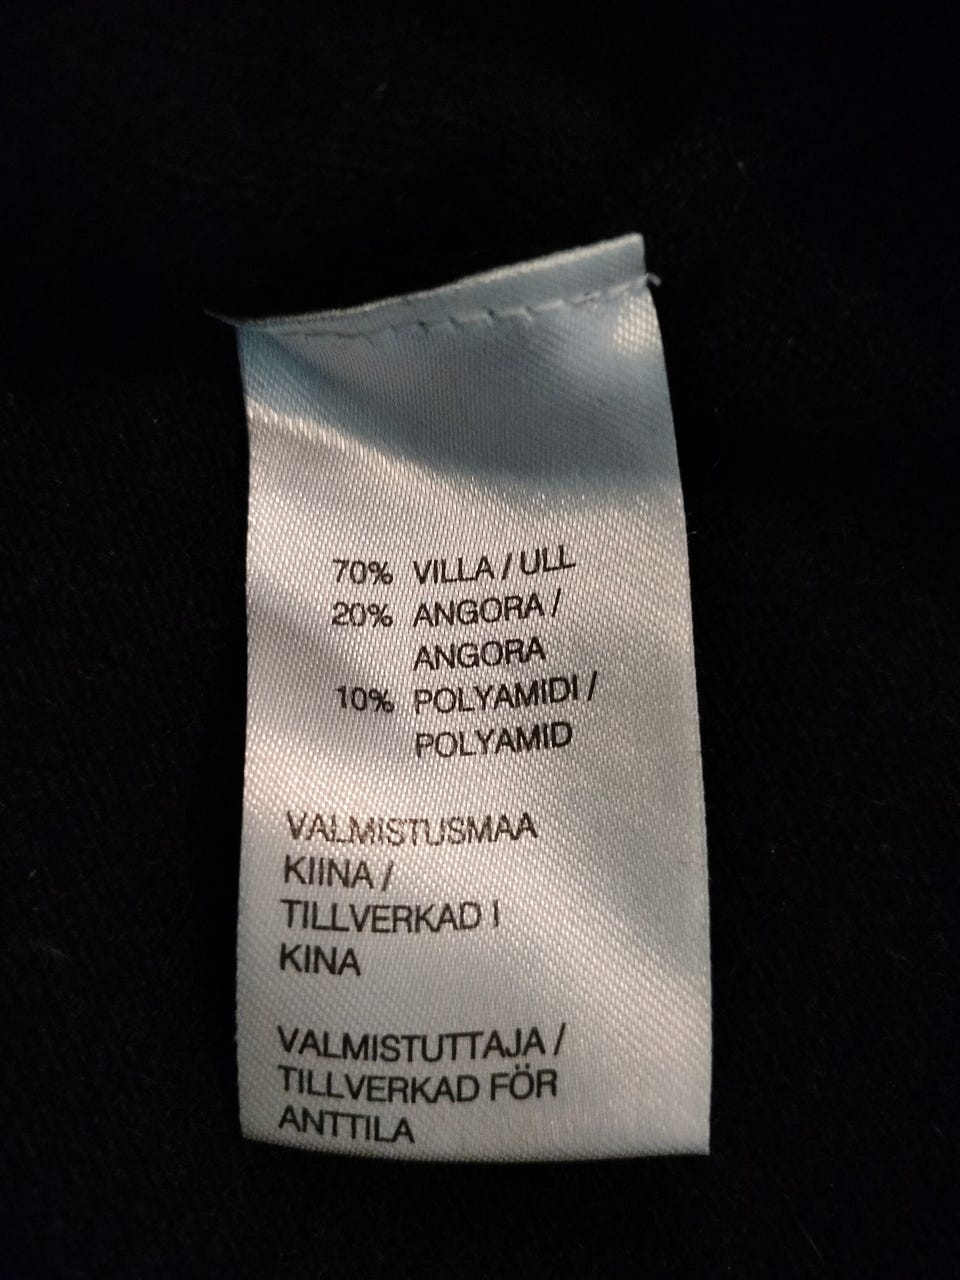 70% VILLA / ULL
20% ANGORA /
ANGORA
10% POLYAMIDI /
POLYAMID
VALMISTUSMAA
KIINA /
TILLVERKAD I
KINA
VALMISTUTTAJA /
TILLVERKAD FÖR
ANTTILA